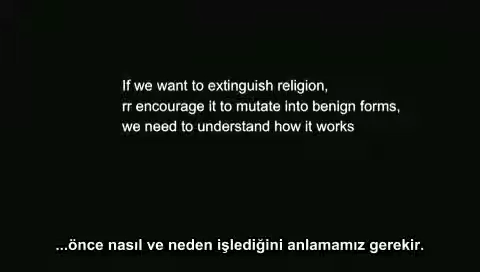 If we want to extinguish religion,
rr encourage it to mutate into benign forms,
we need to understand how it works
...önce nasıl ve neden işlediğini anlamamız gerekir.